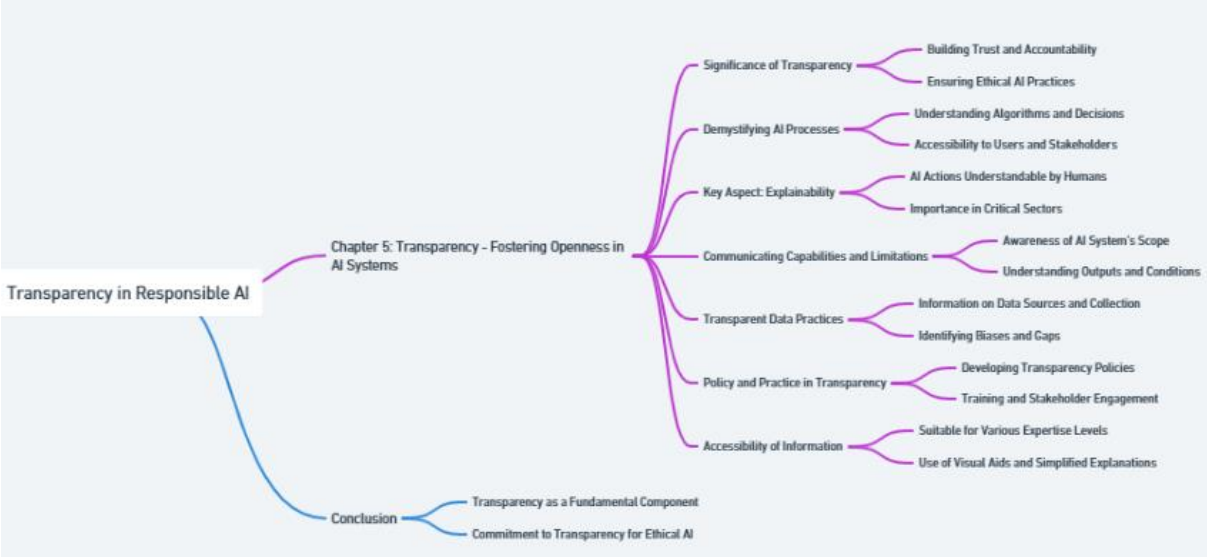 Transparency in Responsible AI
Chapter 5: Transparency - Fostering Openness in
AI Systems
Significance of Transparency
Building Trust and Accountability
Ensuring Ethical AI Practices
Demystifying AI Processes
Understanding Algorithms and Decisions
Accessibility to Users and Stakeholders
Key Aspect: Explainability
AI Actions Understandable by Humans
Importance in Critical Sectors
Communicating Capabilities and Limitations
Awareness of AI System's Scope
Understanding Outputs and Conditions
Transparent Data Practices
Information on Data Sources and Collection
Identifying Biases and Gaps
Policy and Practice in Transparency
Developing Transparency Policies
Training and Stakeholder Engagement
Accessibility of Information
Suitable for Various Expertise Levels
Use of Visual Aids and Simplified Explanations
Conclusion
Transparency as a Fundamental Component
Commitment to Transparency for Ethical AI